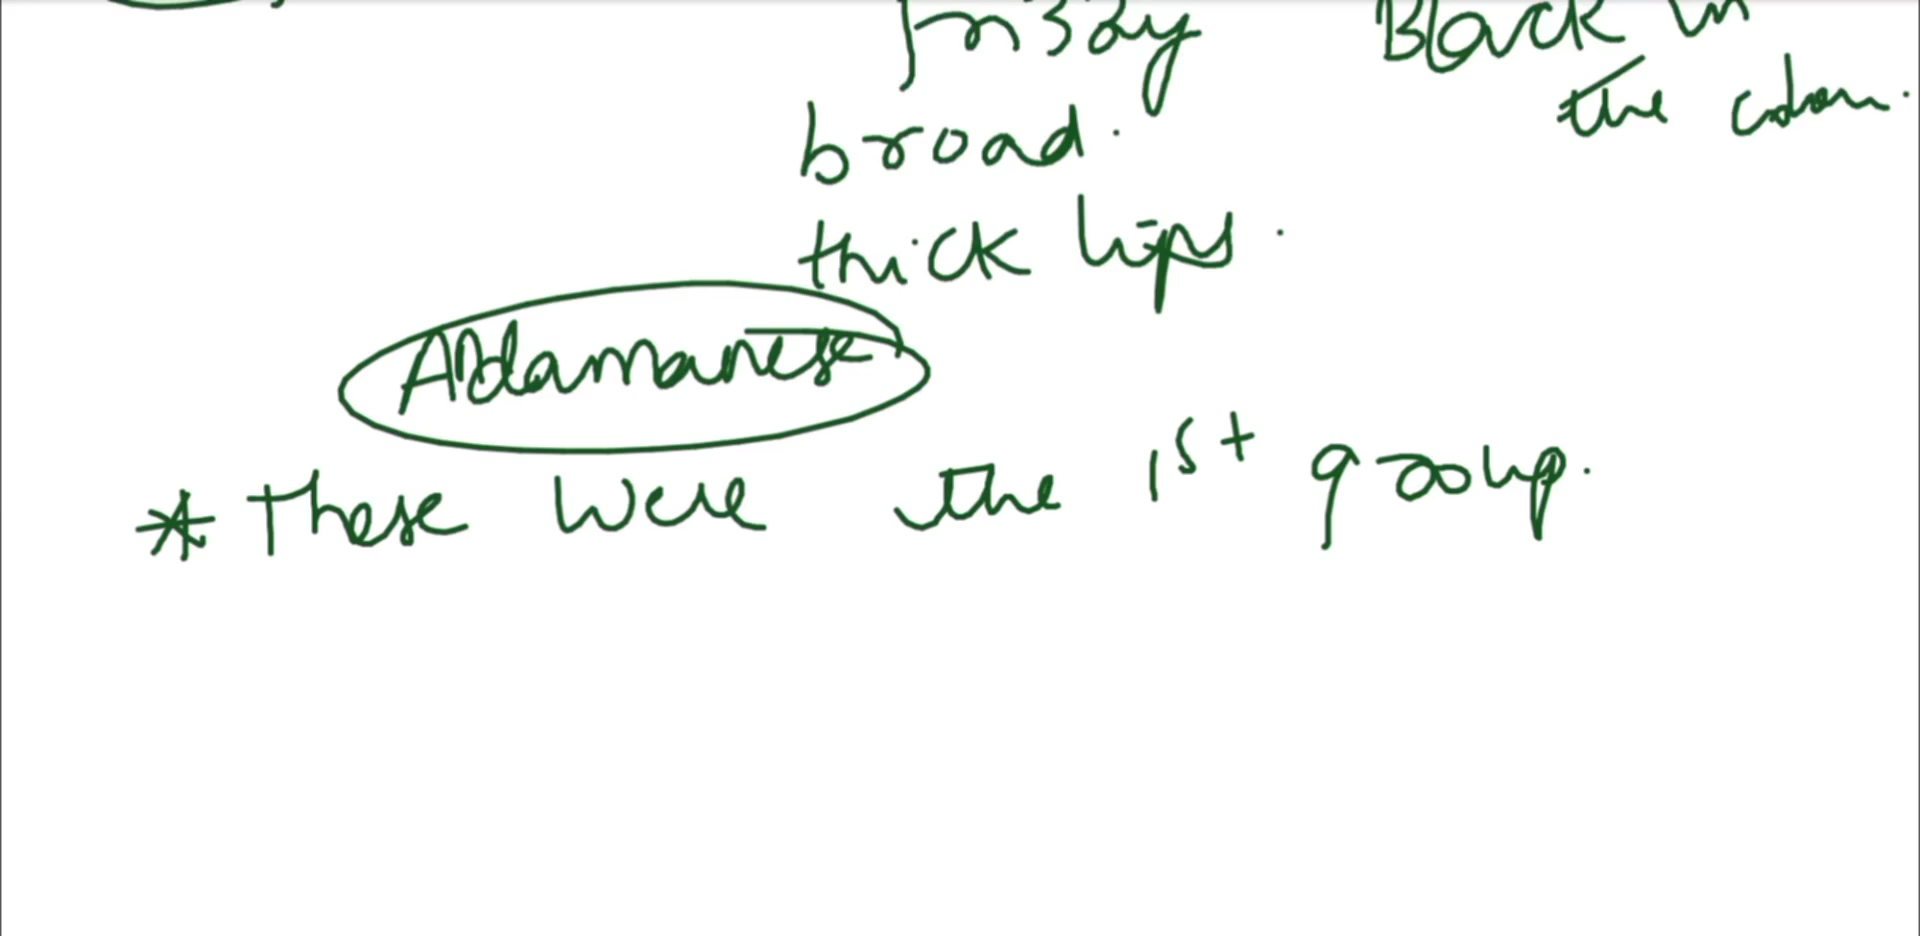 frizzy Black in
the colour.
broad.
thick lips.
Andamanese
* These were the 1st group.